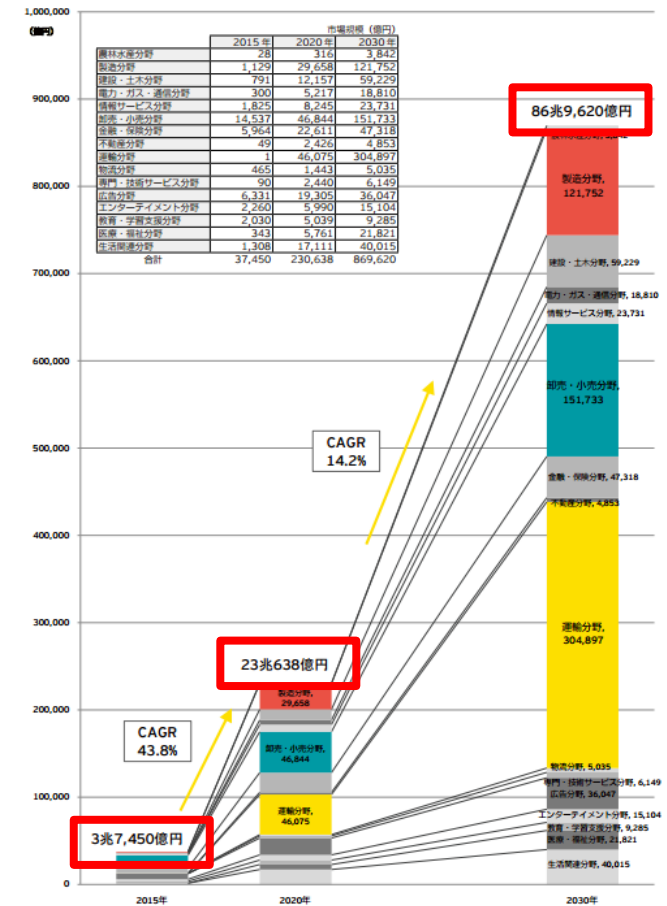 1,000,000
(億円)
市場規模（億円）
2015年 2020年 2030年
農林水産分野 28 316 3,842
製造分野 1,129 29,658 121,752
建設・土木分野 791 12,157 59,229
電力・ガス・通信分野 300 5,217 18,810
情報サービス分野 1,825 8,245 23,731
卸売・小売分野 14,537 46,844 151,733
金融・保険分野 5,964 22,611 47,318
不動産分野 49 2,426 4,853
運輸分野 1 46,075 304,897
物流分野 465 1,443 5,035
専門・技術サービス分野 90 2,440 6,149
広告分野 6,331 19,305 36,047
エンターテイメント分野 2,260 5,990 15,104
教育・学習支援分野 2,030 5,039 9,285
医療・福祉分野 343 5,761 21,821
生活関連分野 1,308 17,111 40,015
合計 37,450 230,638 869,620
900,000
800,000
700,000
600,000
500,000
400,000
300,000
200,000
100,000
0
3兆7,450億円
CAGR
43.8%
23兆638億円
製造分野,
29,658
卸売・小売分野,
46,844
運輸分野,
46,075
CAGR
14.2%
86兆9,620億円
製造分野,
121,752
建設・土木分野, 59,229
電力・ガス・通信分野, 18,810
情報サービス分野, 23,731
卸売・小売分野,
151,733
金融・保険分野, 47,318
不動産分野, 4,853
運輸分野,
304,897
物流分野, 5,035
専門・技術サービス分野, 6,149
広告分野, 36,047
エンターテイメント分野, 15,104
教育・学習支援分野, 9,285
医療・福祉分野, 21,821
生活関連分野, 40,015
2015年
2020年
2030年